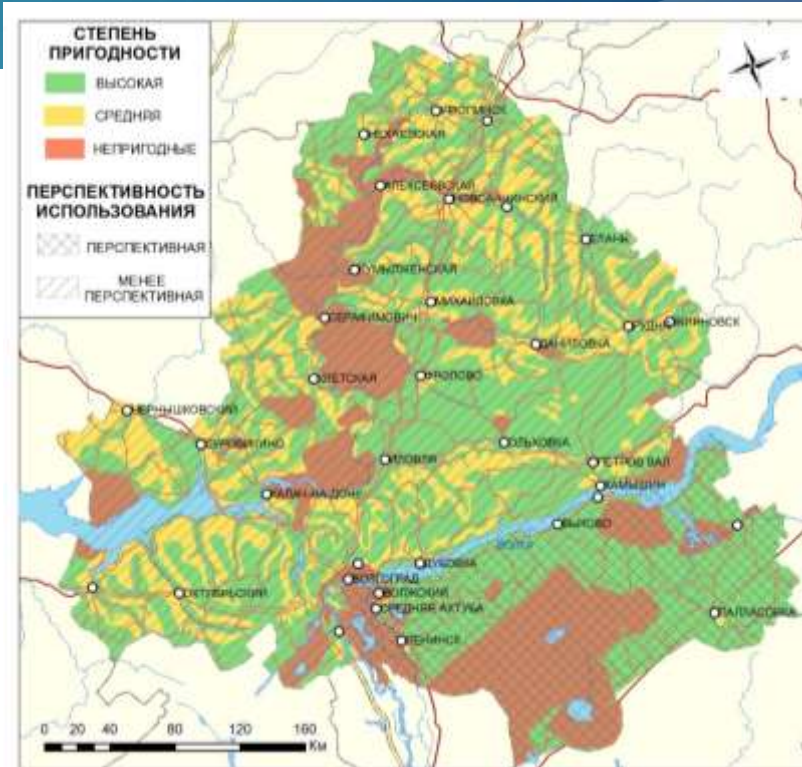 СТЕПЕНЬ
ПРИГОДНОСТИ
ВЫСОКАЯ
СРЕДНЯЯ
НЕПРИГОДНЫЕ
ПЕРСПЕКТИВНОСТЬ
ИСПОЛЬЗОВАНИЯ
ПЕРСПЕКТИВНАЯ
МЕНЕЕ
ПЕРСПЕКТИВНАЯ
УРЮПИНСК
НЕХАЕВСКАЯ
АЛЕКСЕЕВСКАЯ
НОВОАННИНСКИЙ
ЕЛАНЬ
КУМЫЛЖЕНСКАЯ
МИХАЙЛОВКА
СЕРАФИМОВИЧ
РУДНЯ
ЖИРНОВСК
ДАНИЛОВКА
КЛЕТСКАЯ
ФРОЛОВО
ЧЕРНЫШКОВСКИЙ
СУРОВИКИНО
ОЛЬХОВКА
ИЛОВЛЯ
ПЕТРОВ ВАЛ
КАЛАЧ-НА-ДОНУ
КАМЫШИН
БЫКОВО
ВОЛГА
ДУБОВКА
ВОЛГОГРАД
ОКТЯБРЬСКИЙ
ВОЛЖСКИЙ
СРЕДНЯЯ АХТУБА
ПАЛЛАСОВКА
ЛЕНИНСК
0 20 40 80 120 160
Км